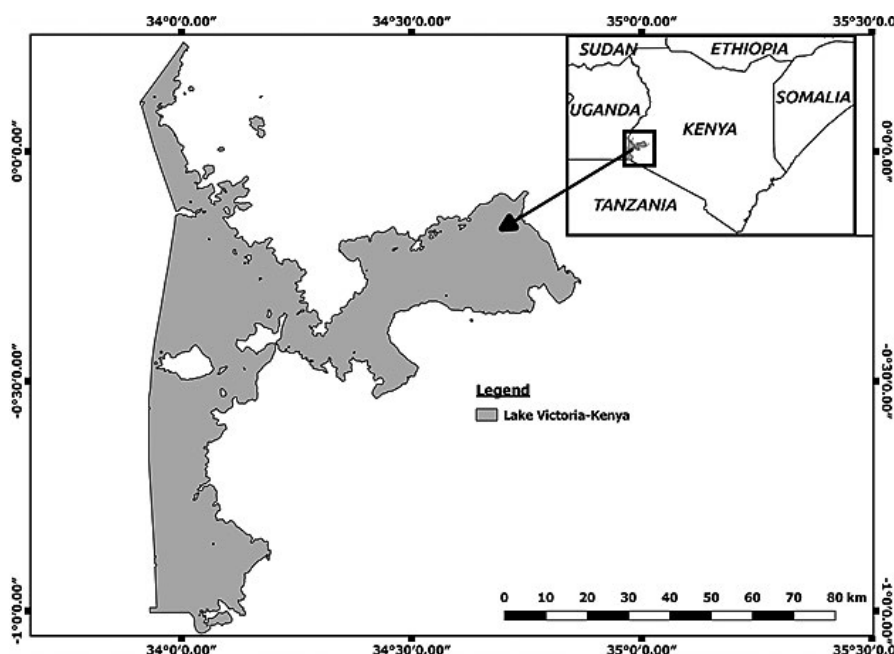 34°0'0.00" 34°30'0.00" 35°0'0.00" 35°30'0.00"
SUDAN ETHIOPIA
UGANDA SOMALIA
KENYA
TANZANIA
0°0'0.00" 0°0'0.00"
-0°30'0.00" -0°30'0.00"
Legend
Lake Victoria-Kenya
0 10 20 30 40 50 60 70 80 km
-1°0'0.00" -1°0'0.00"
34°0'0.00" 34°30'0.00" 35°0'0.00" 35°30'0.00"